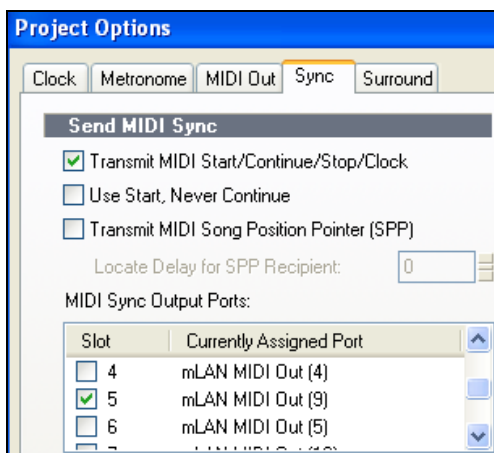 Project Options
Clock Metronome MIDI Out Sync Surround
Send MIDI Sync
Transmit MIDI Start/Continue/Stop/Clock
Use Start, Never Continue
Transmit MIDI Song Position Pointer (SPP)
Locate Delay for SPP Recipient: 0
MIDI Sync Output Ports:
Slot Currently Assigned Port
4 mLAN MIDI Out (4)
5 mLAN MIDI Out (9)
6 mLAN MIDI Out (5)